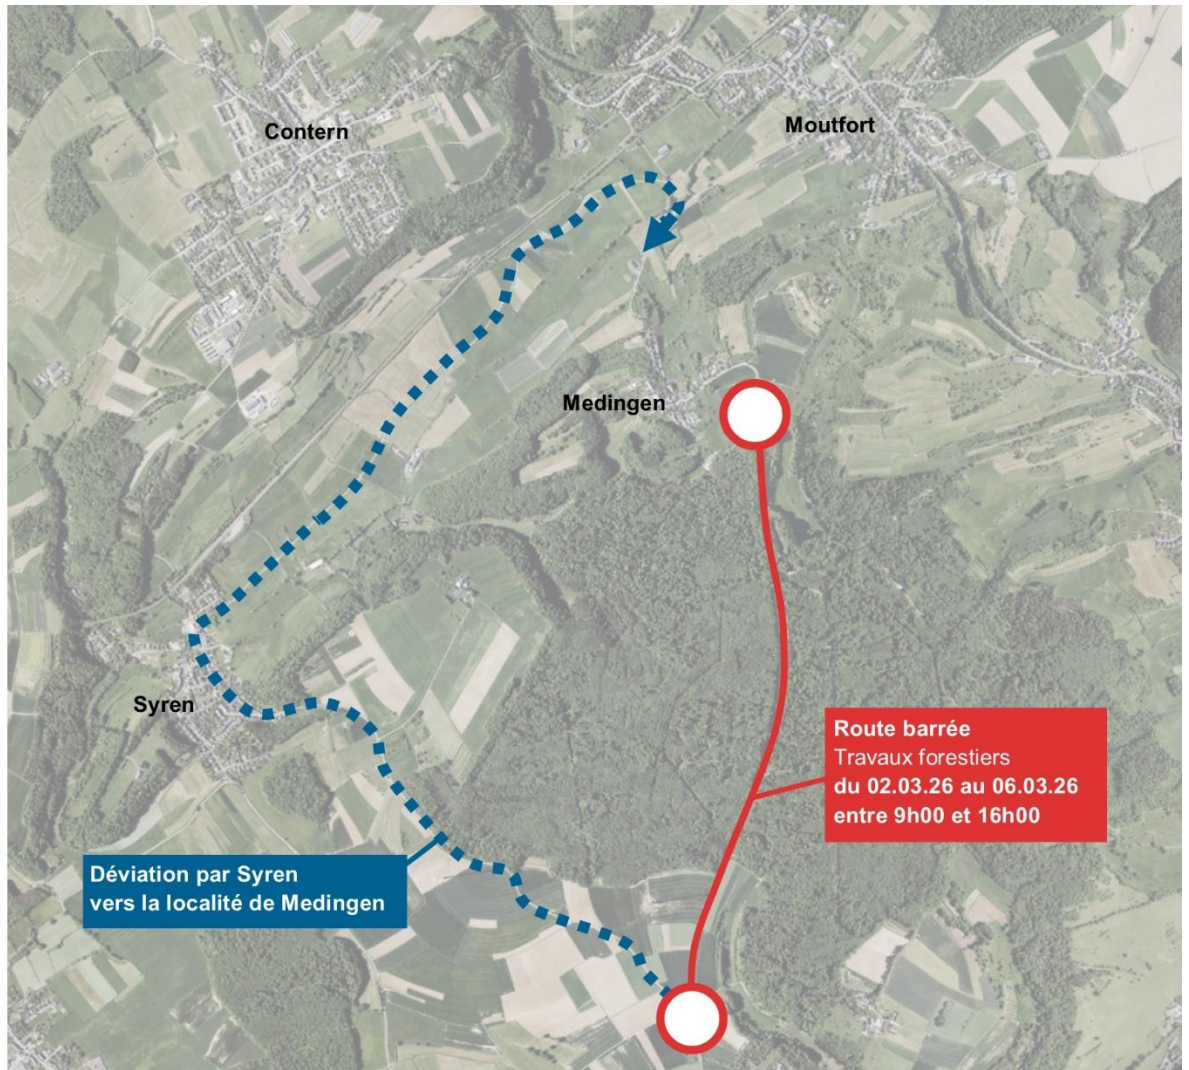 Contern
Moutfort
Medingen
Syren
Route barrée
Travaux forestiers
du 02.03.26 au 06.03.26
entre 9h00 et 16h00
Déviation par Syren
vers la localité de Medingen